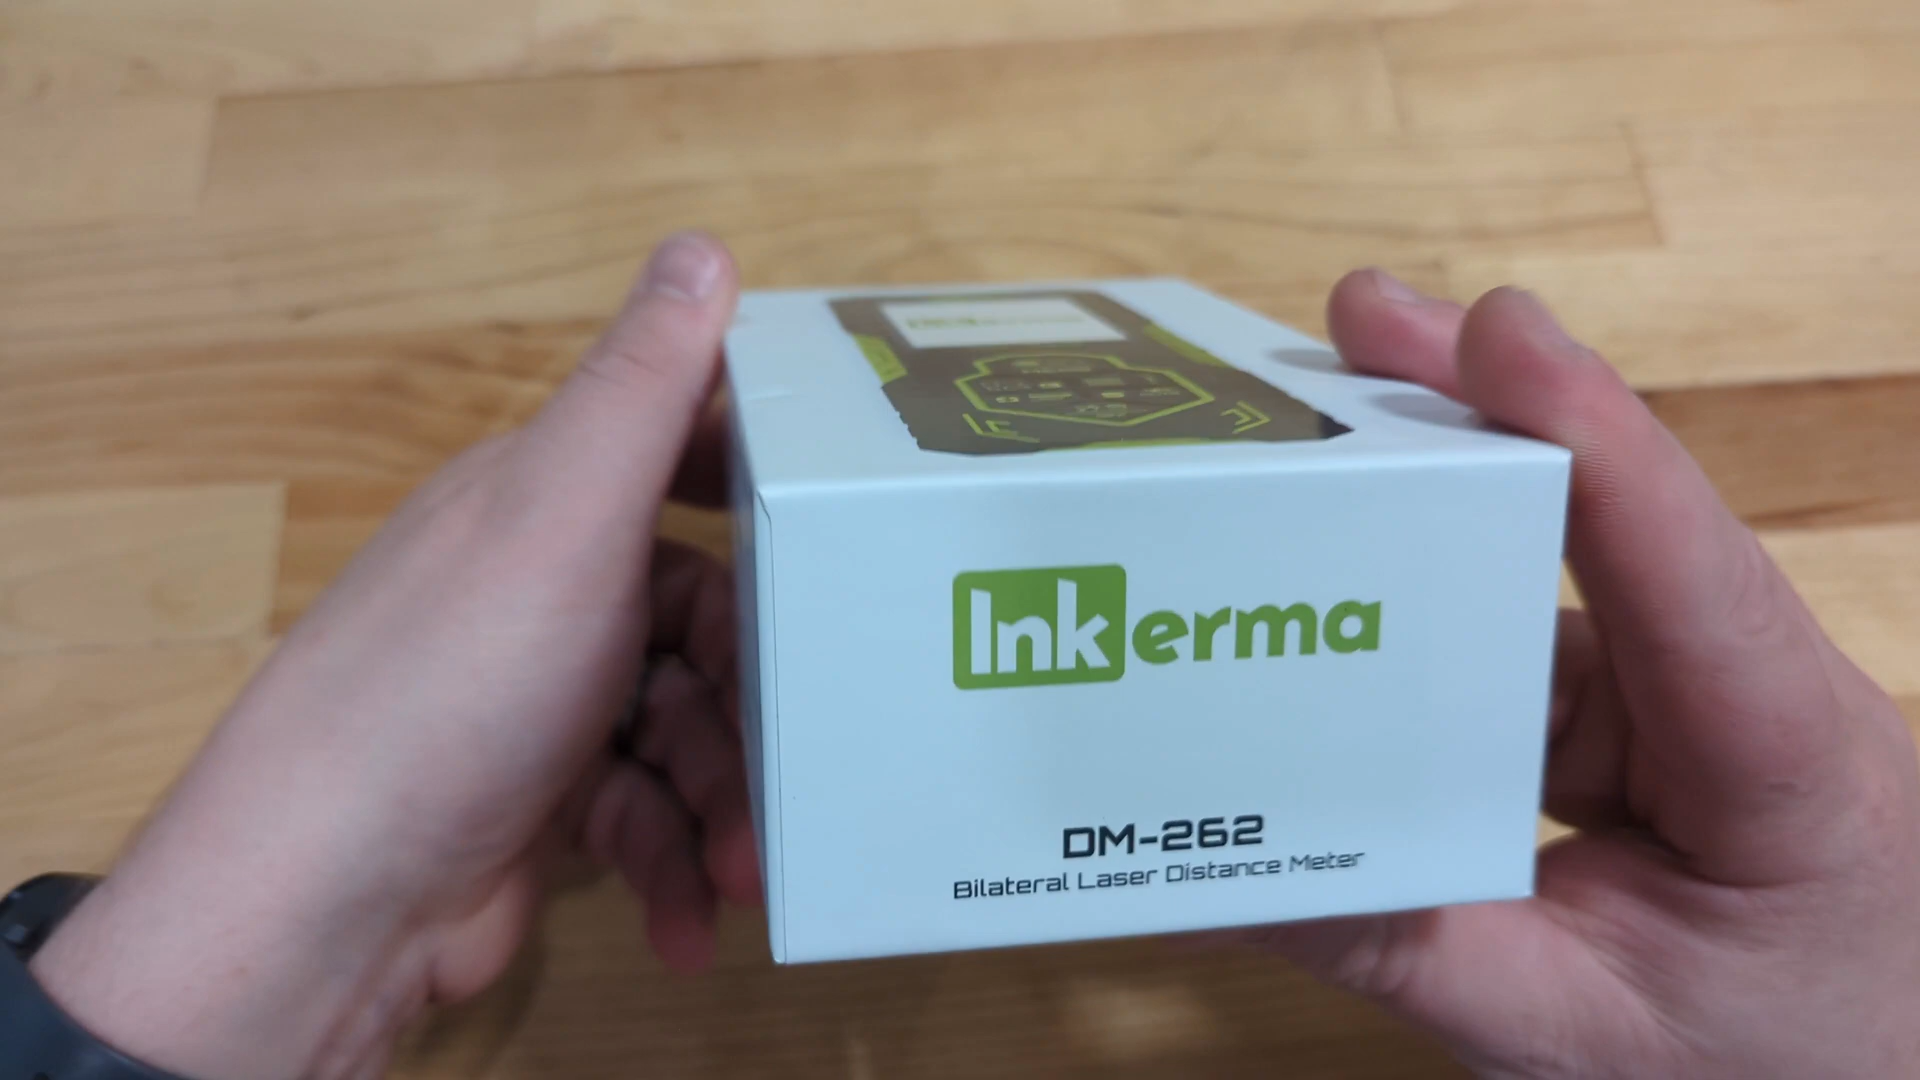 Inkerma
DM-262
Bilateral Laser Distance Meter